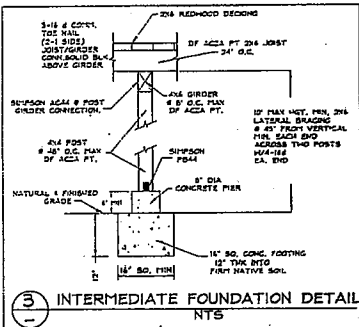 2X6 REDWOOD DECKING
3-16 d COMM.
TOE NAIL
(2-1 SIDE)
JOIST/GIRDER
CONN. SOLID BLK.
ABOVE GIRDER
DF ACZA PT 2X6 JOIST
24" O.C.
SIMPSON AC44 @ POST
GIRDER CONNECTION.
4X6 GIRDER
@ 6' O.C. MAX
DF ACZA PT.
4X4 POST
@ 48" O.C. MAX
DF ACZA PT.
SIMPSON
PB44
10' MAX HGT. MIN. 2X6
LATERAL BRACING
@ 45° FROM VERTICAL
MIN. EACH END
ACROSS TWO POSTS
W/4-16d
EA. END
8" DIA
CONCRETE PIER
NATURAL & FINISHED
GRADE
6" MIN
12"
16" SQ. MIN
16" SQ. CONC. FOOTING
12" THK INTO
FIRM NATIVE SOIL
3
INTERMEDIATE FOUNDATION DETAIL
NTS